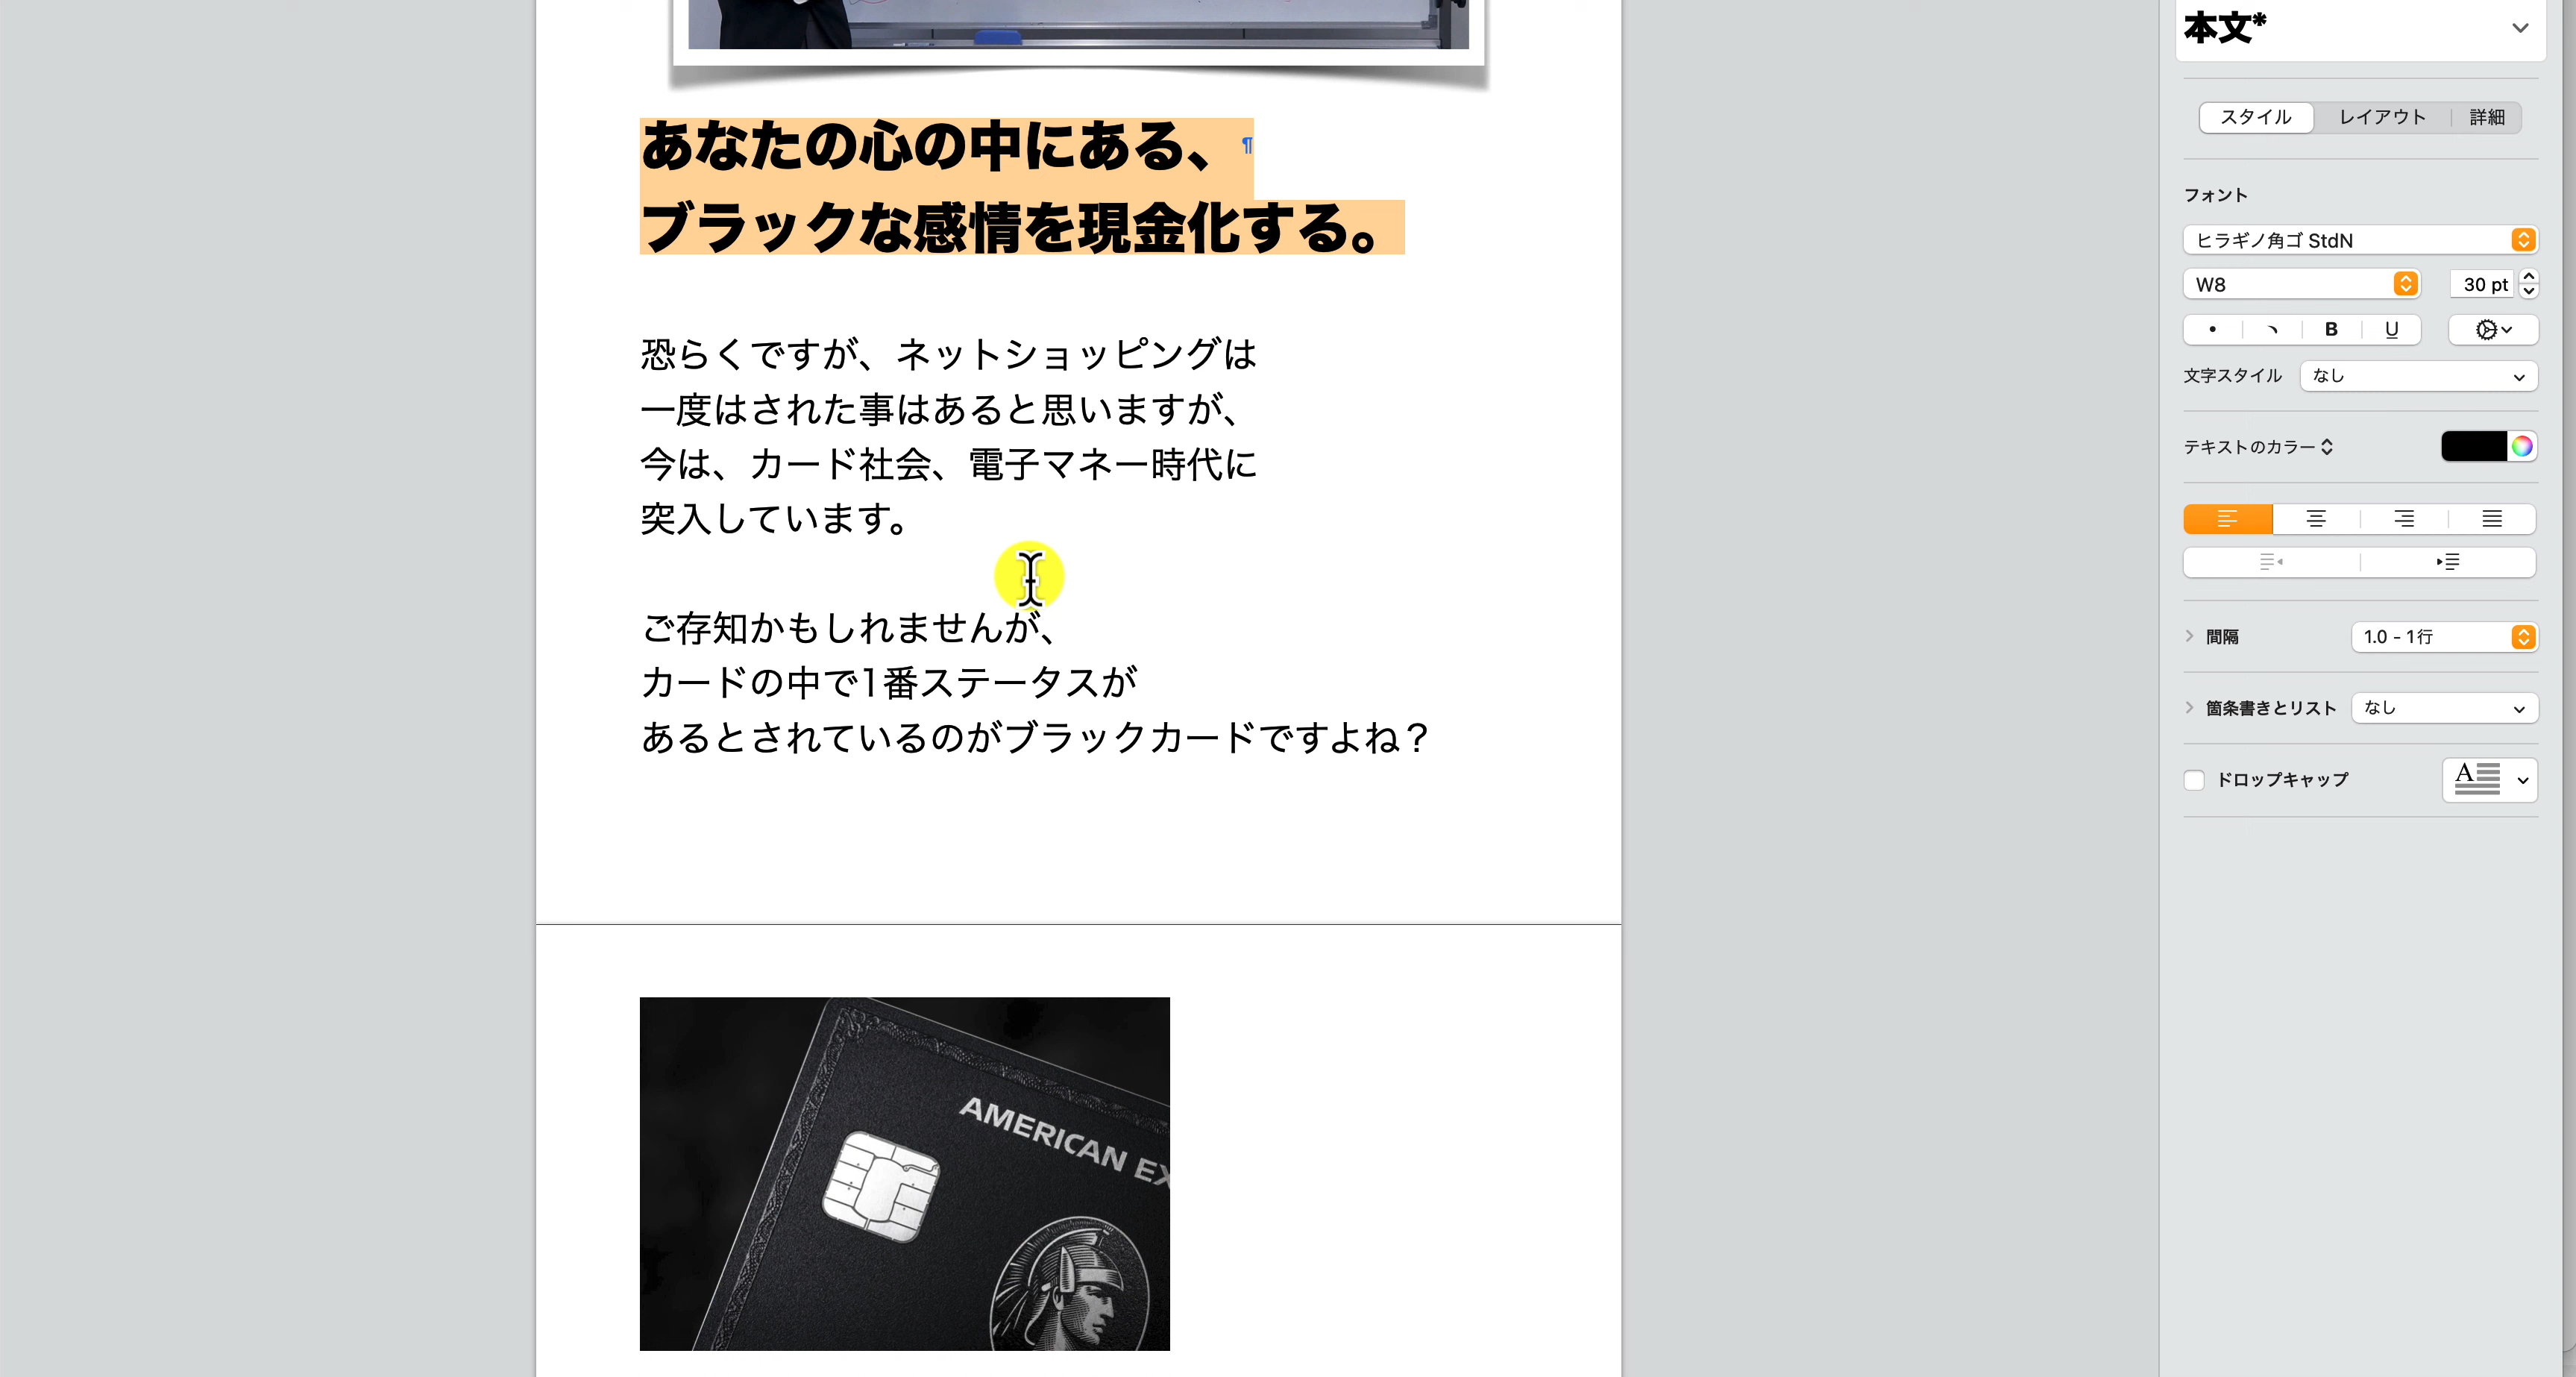 あなたの心の中にある、¶
ブラックな感情を現金化する。
恐らくですが、ネットショッピングは
一度はされた事はあると思いますが、
今は、カード社会、電子マネー時代に
突入しています。
ご存知かもしれませんが、
カードの中で1番ステータスが
あるとされているのがブラックカードですよね？
AMERICAN EX
本文*
スタイル レイアウト 詳細
フォント
ヒラギノ角ゴ StdN
W8 30 pt
B U
文字スタイル なし
テキストのカラー
間隔 1.0 - 1行
箇条書きとリスト なし
ドロップキャップ A